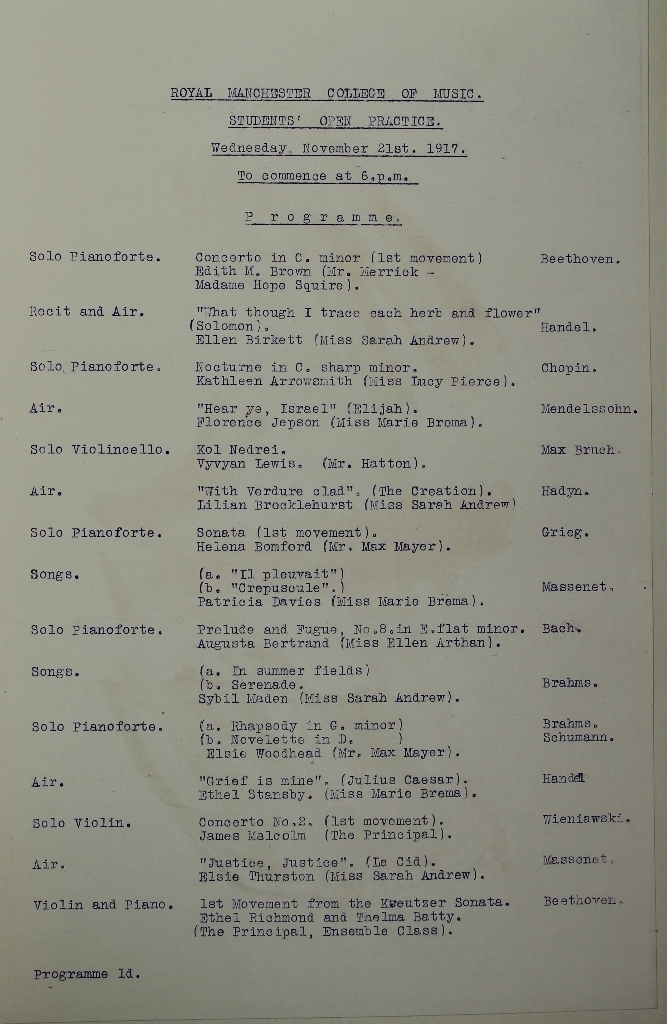 ROYAL MANCHESTER COLLEGE OF MUSIC.
STUDENTS' OPEN PRACTICE.
Wednesday, November 21st. 1917.
To commence at 6.p.m.
P r o g r a m m e.
Solo Pianoforte. Concerto in C. minor (1st movement) Beethoven.
Edith M. Brown (Mr. Merrick -
Madame Hope Squire).
Recit and Air. "What though I trace each herb and flower"
(Solomon). Handel.
Ellen Birkett (Miss Sarah Andrew).
Solo Pianoforte. Nocturne in C. sharp minor. Chopin.
Kathleen Arrowsmith (Miss Lucy Pierce).
Air. "Hear ye, Israel" (Elijah). Mendelssohn.
Florence Jepson (Miss Marie Brema).
Solo Violincello. Kol Nedrei. Max Bruch.
Vyvyan Lewis. (Mr. Hatton).
Air. "With Verdure clad". (The Creation). Hadyn.
Lilian Brocklehurst (Miss Sarah Andrew)
Solo Pianoforte. Sonata (1st movement). Grieg.
Helena Bomford (Mr. Max Mayer).
Songs. (a. "Il pleuvait")
(b. "Crepuscule".) Massenet.
Patricia Davies (Miss Marie Brema).
Solo Pianoforte. Prelude and Fugue, No.8.in E.flat minor. Bach.
Augusta Bertrand (Miss Ellen Arthan).
Songs. (a. In summer fields)
(b. Serenade. Brahms.
Sybil Maden (Miss Sarah Andrew).
Solo Pianoforte. (a. Rhapsody in G. minor) Brahms.
(b. Novelette in D. ) Schumann.
Elsie Woodhead (Mr. Max Mayer).
Air. "Grief is mine". (Julius Caesar). Handel
Ethel Stansby. (Miss Marie Brema).
Solo Violin. Concerto No.2. (1st movement). Wieniawski.
James Malcolm (The Principal).
Air. "Justice, Justice". (Le Cid). Massenet.
Elsie Thurston (Miss Sarah Andrew).
Violin and Piano. 1st Movement from the Kweutzer Sonata. Beethoven.
Ethel Richmond and Thelma Batty.
(The Principal, Ensemble Class).
Programme 1d.